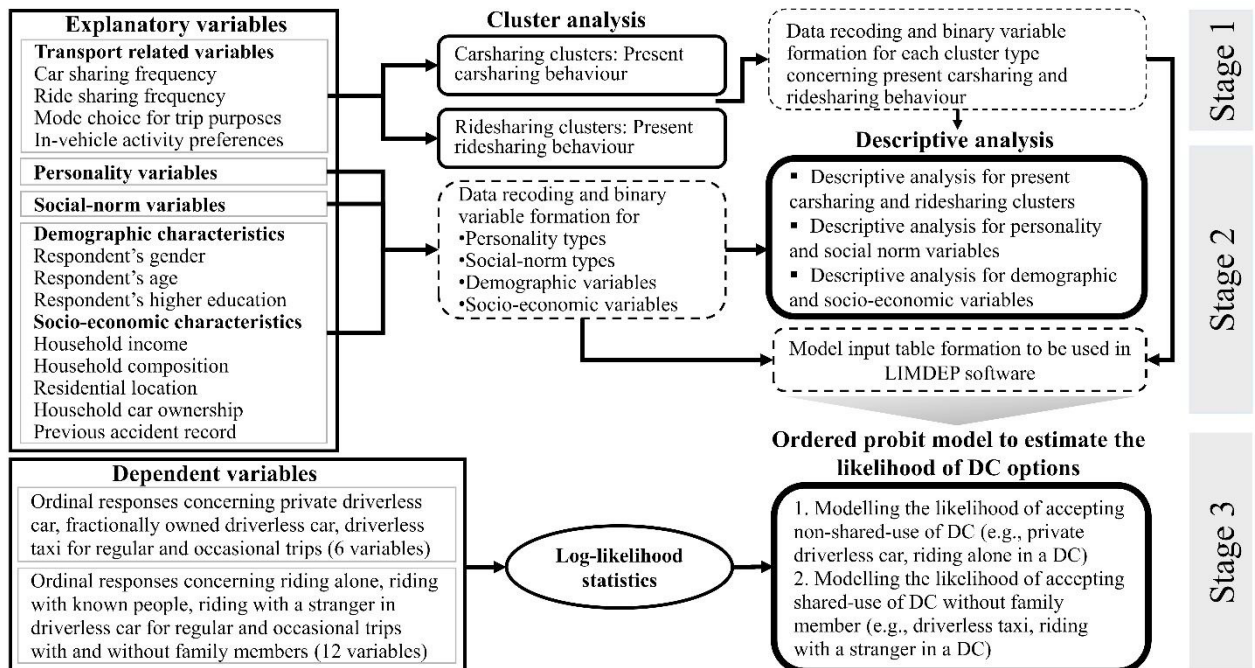 Explanatory variables
Transport related variables
Car sharing frequency
Ride sharing frequency
Mode choice for trip purposes
In-vehicle activity preferences
Personality variables
Social-norm variables
Demographic characteristics
Respondent's gender
Respondent's age
Respondent's higher education
Socio-economic characteristics
Household income
Household composition
Residential location
Household car ownership
Previous accident record
Cluster analysis
Carsharing clusters: Present
carsharing behaviour
Ridesharing clusters: Present
ridesharing behaviour
Data recoding and binary
variable formation for
•Personality types
•Social-norm types
•Demographic variables
•Socio-economic variables
Data recoding and binary variable
formation for each cluster type
concerning present carsharing and
ridesharing behaviour
Descriptive analysis
▪ Descriptive analysis for present
carsharing and ridesharing clusters
▪ Descriptive analysis for personality
and social norm variables
▪ Descriptive analysis for demographic
and socio-economic variables
Model input table formation to be used in
LIMDEP software
Stage 1
Stage 2
Dependent variables
Ordinal responses concerning private driverless
car, fractionally owned driverless car, driverless
taxi for regular and occasional trips (6 variables)
Ordinal responses concerning riding alone, riding
with known people, riding with a stranger in
driverless car for regular and occasional trips
with and without family members (12 variables)
Log-likelihood
statistics
Ordered probit model to estimate the
likelihood of DC options
1. Modelling the likelihood of accepting
non-shared-use of DC (e.g., private
driverless car, riding alone in a DC)
2. Modelling the likelihood of accepting
shared-use of DC without family
member (e.g., driverless taxi, riding
with a stranger in a DC)
Stage 3